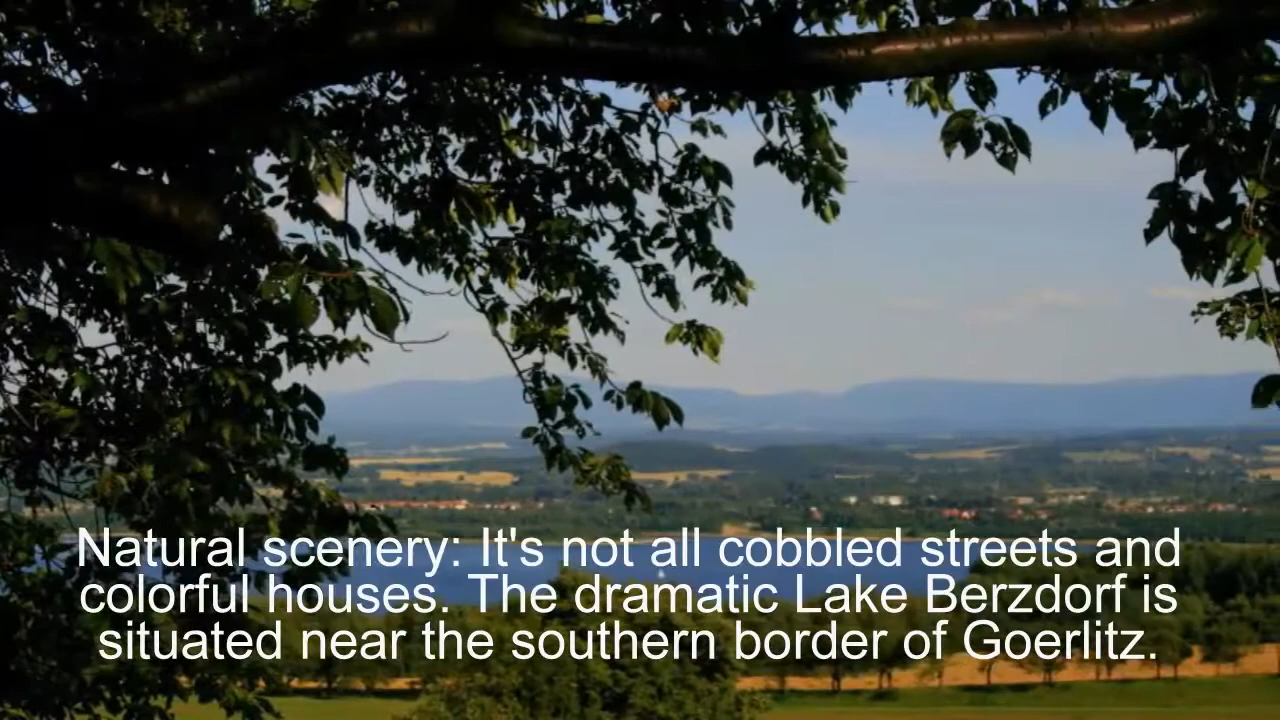 Natural scenery: It's not all cobbled streets and
colorful houses. The dramatic Lake Berzdorf is
situated near the southern border of Goerlitz.